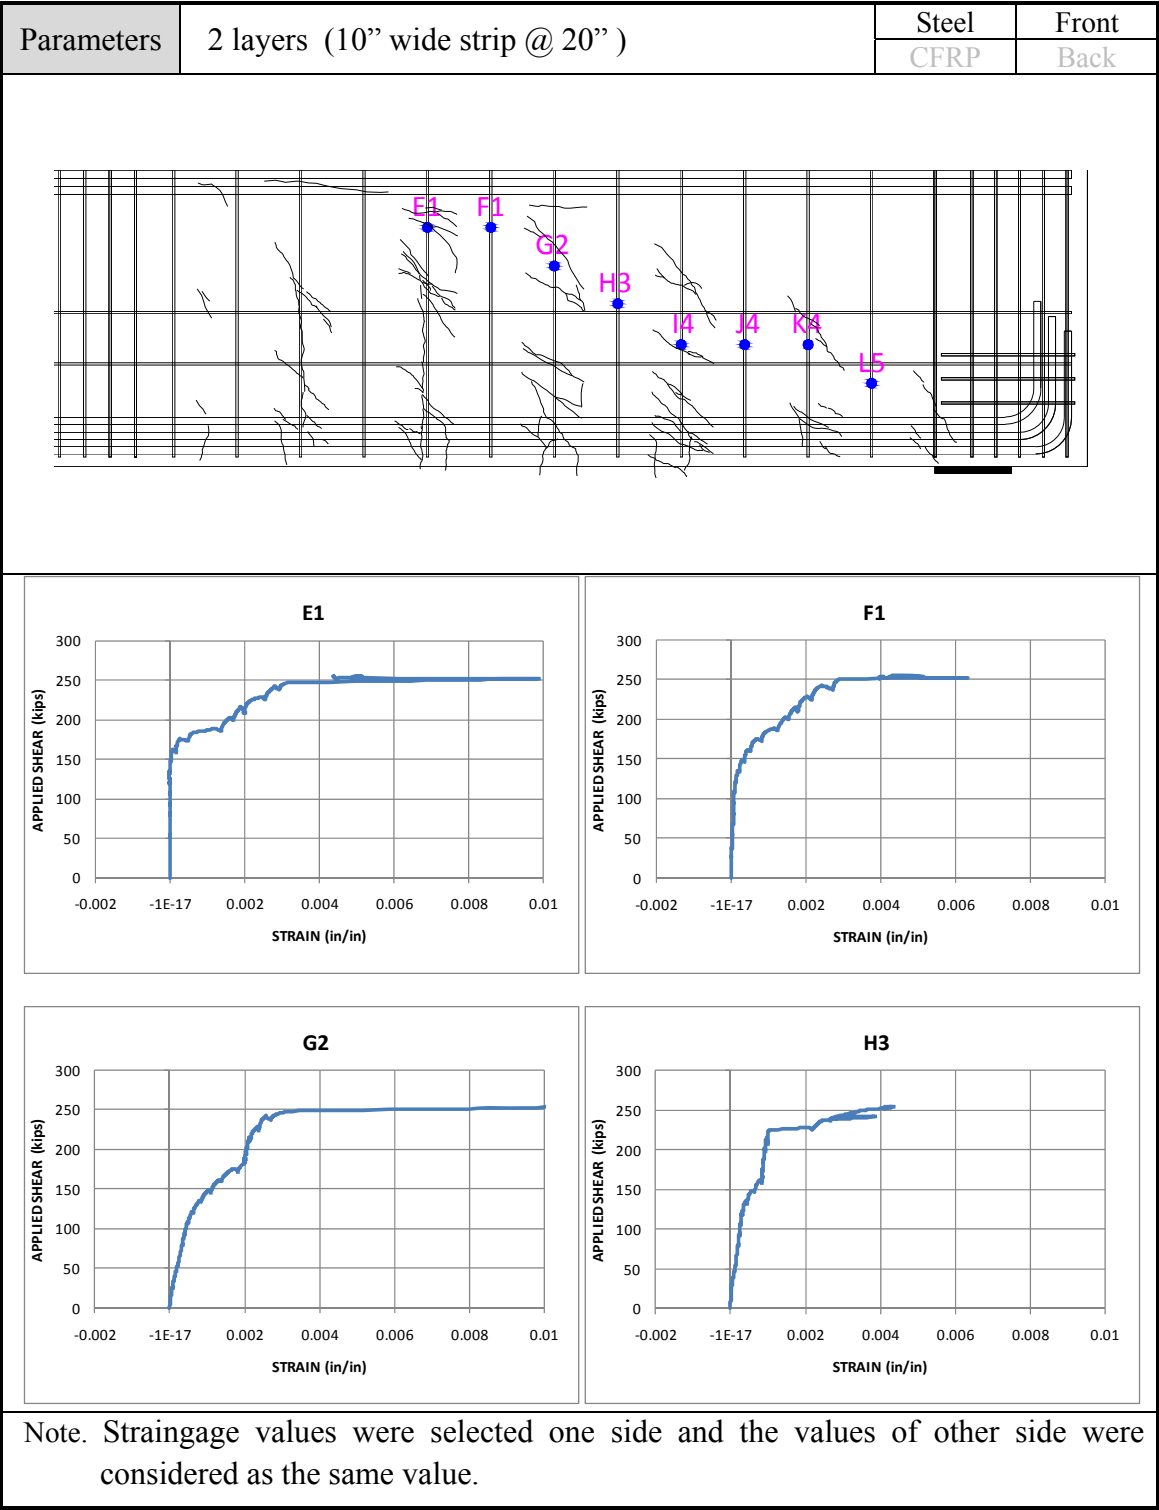 Parameters 2 layers (10” wide strip @ 20” ) Steel Front
CFRP Back
E1 F1
G2
H3
I4 J4 K4
L5
E1
300
250
200
150
100
50
0
-0.002 -1E-17 0.002 0.004 0.006 0.008 0.01
APPLIED SHEAR (kips)
STRAIN (in/in)
F1
300
250
200
150
100
50
0
-0.002 -1E-17 0.002 0.004 0.006 0.008 0.01
APPLIED SHEAR (kips)
STRAIN (in/in)
G2
300
250
200
150
100
50
0
-0.002 -1E-17 0.002 0.004 0.006 0.008 0.01
APPLIED SHEAR (kips)
STRAIN (in/in)
H3
300
250
200
150
100
50
0
-0.002 -1E-17 0.002 0.004 0.006 0.008 0.01
APPLIED SHEAR (kips)
STRAIN (in/in)
Note. Straingage values were selected one side and the values of other side were
considered as the same value.